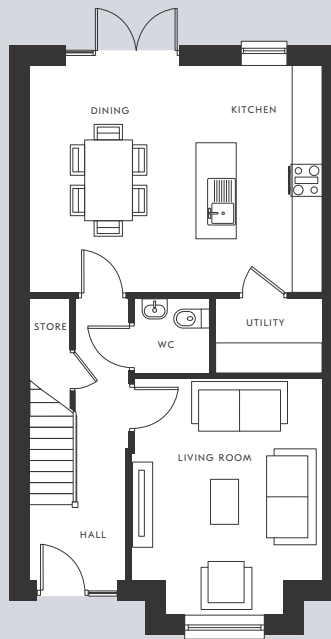 DINING
KITCHEN
STORE
WC
UTILITY
LIVING ROOM
HALL